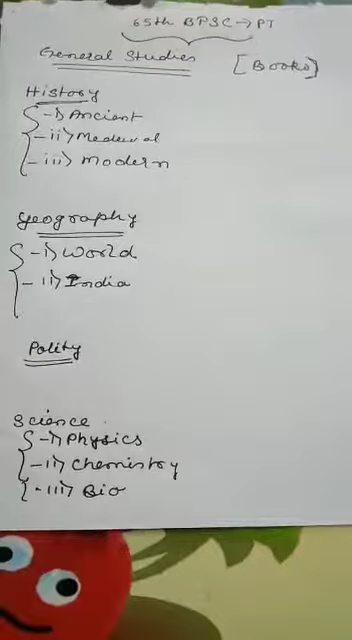 65th BPSC → PT
General Studies [Books]
History
- i) Ancient
- ii) Medieval
- iii) Modern
Geography
- i) World
- ii) India
Polity
Science
- i) Physics
- ii) Chemistry
- iii) Bio